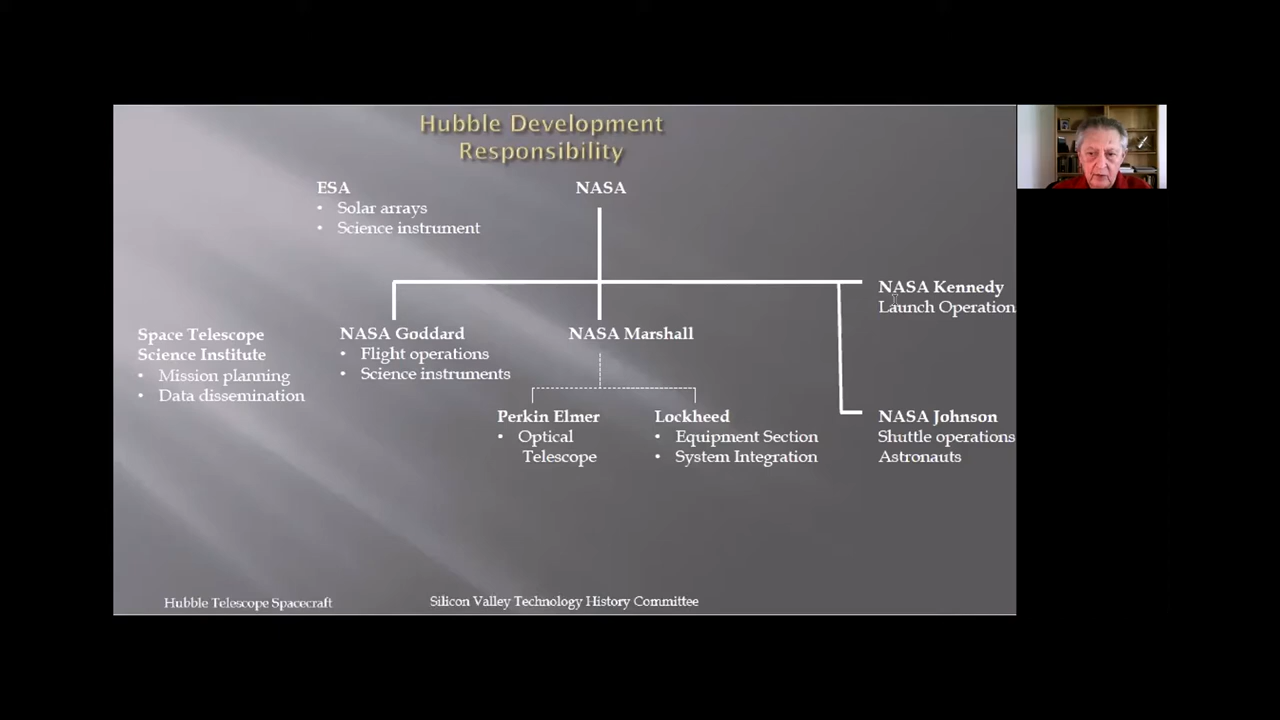 Hubble Development
Responsibility
ESA
• Solar arrays
• Science instrument
NASA
NASA Kennedy
Launch Operation
Space Telescope
Science Institute
• Mission planning
• Data dissemination
NASA Goddard
• Flight operations
• Science instruments
NASA Marshall
Perkin Elmer
• Optical
Telescope
Lockheed
• Equipment Section
• System Integration
NASA Johnson
Shuttle operations
Astronauts
Hubble Telescope Spacecraft
Silicon Valley Technology History Committee